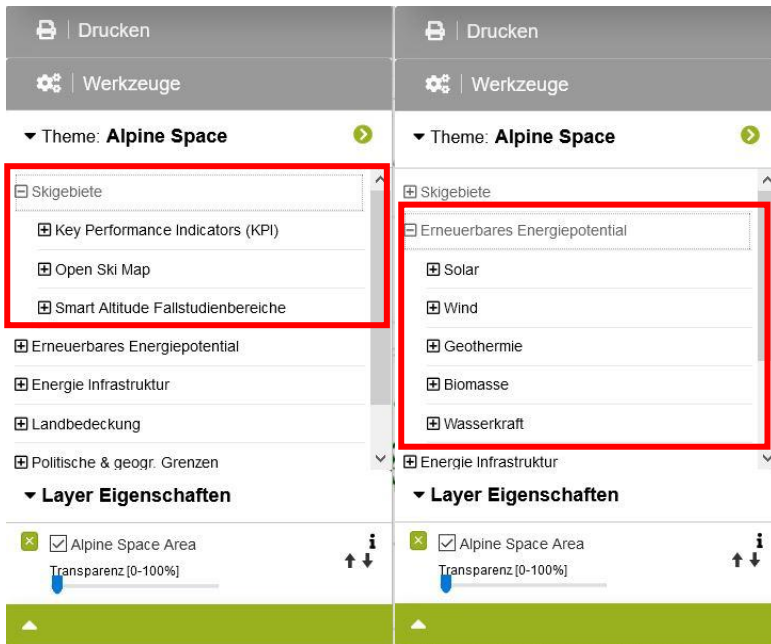 Drucken
Werkzeuge
Theme: Alpine Space
Skigebiete
Key Performance Indicators (KPI)
Open Ski Map
Smart Altitude Fallstudienbereiche
Erneuerbares Energiepotential
Energie Infrastruktur
Landbedeckung
Politische & geogr. Grenzen
Layer Eigenschaften
Alpine Space Area
Transparenz [0-100%]
Drucken
Werkzeuge
Theme: Alpine Space
Skigebiete
Erneuerbares Energiepotential
Solar
Wind
Geothermie
Biomasse
Wasserkraft
Energie Infrastruktur
Layer Eigenschaften
Alpine Space Area
Transparenz [0-100%]